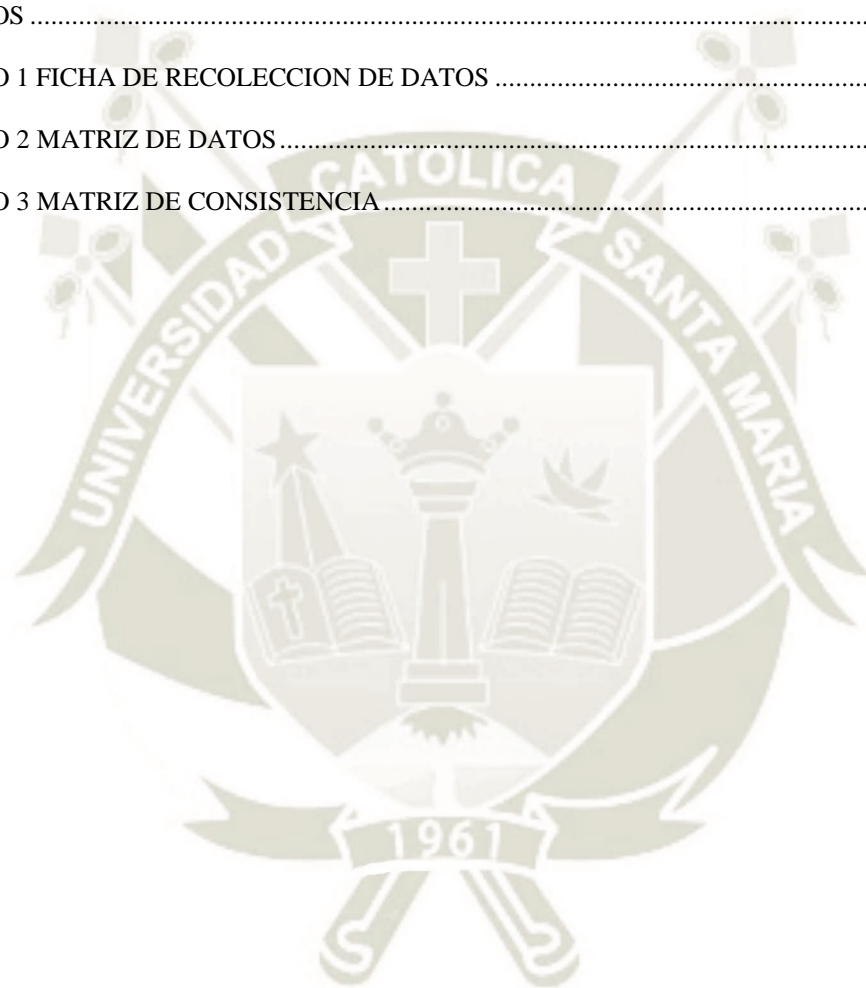 OS ........................................................................................................................
O 1 FICHA DE RECOLECCION DE DATOS ......................................................
O 2 MATRIZ DE DATOS ......................................................................................
O 3 MATRIZ DE CONSISTENCIA .......................................................................
CATOLICA
UNIVERSIDAD
SANTA MARIA
1961